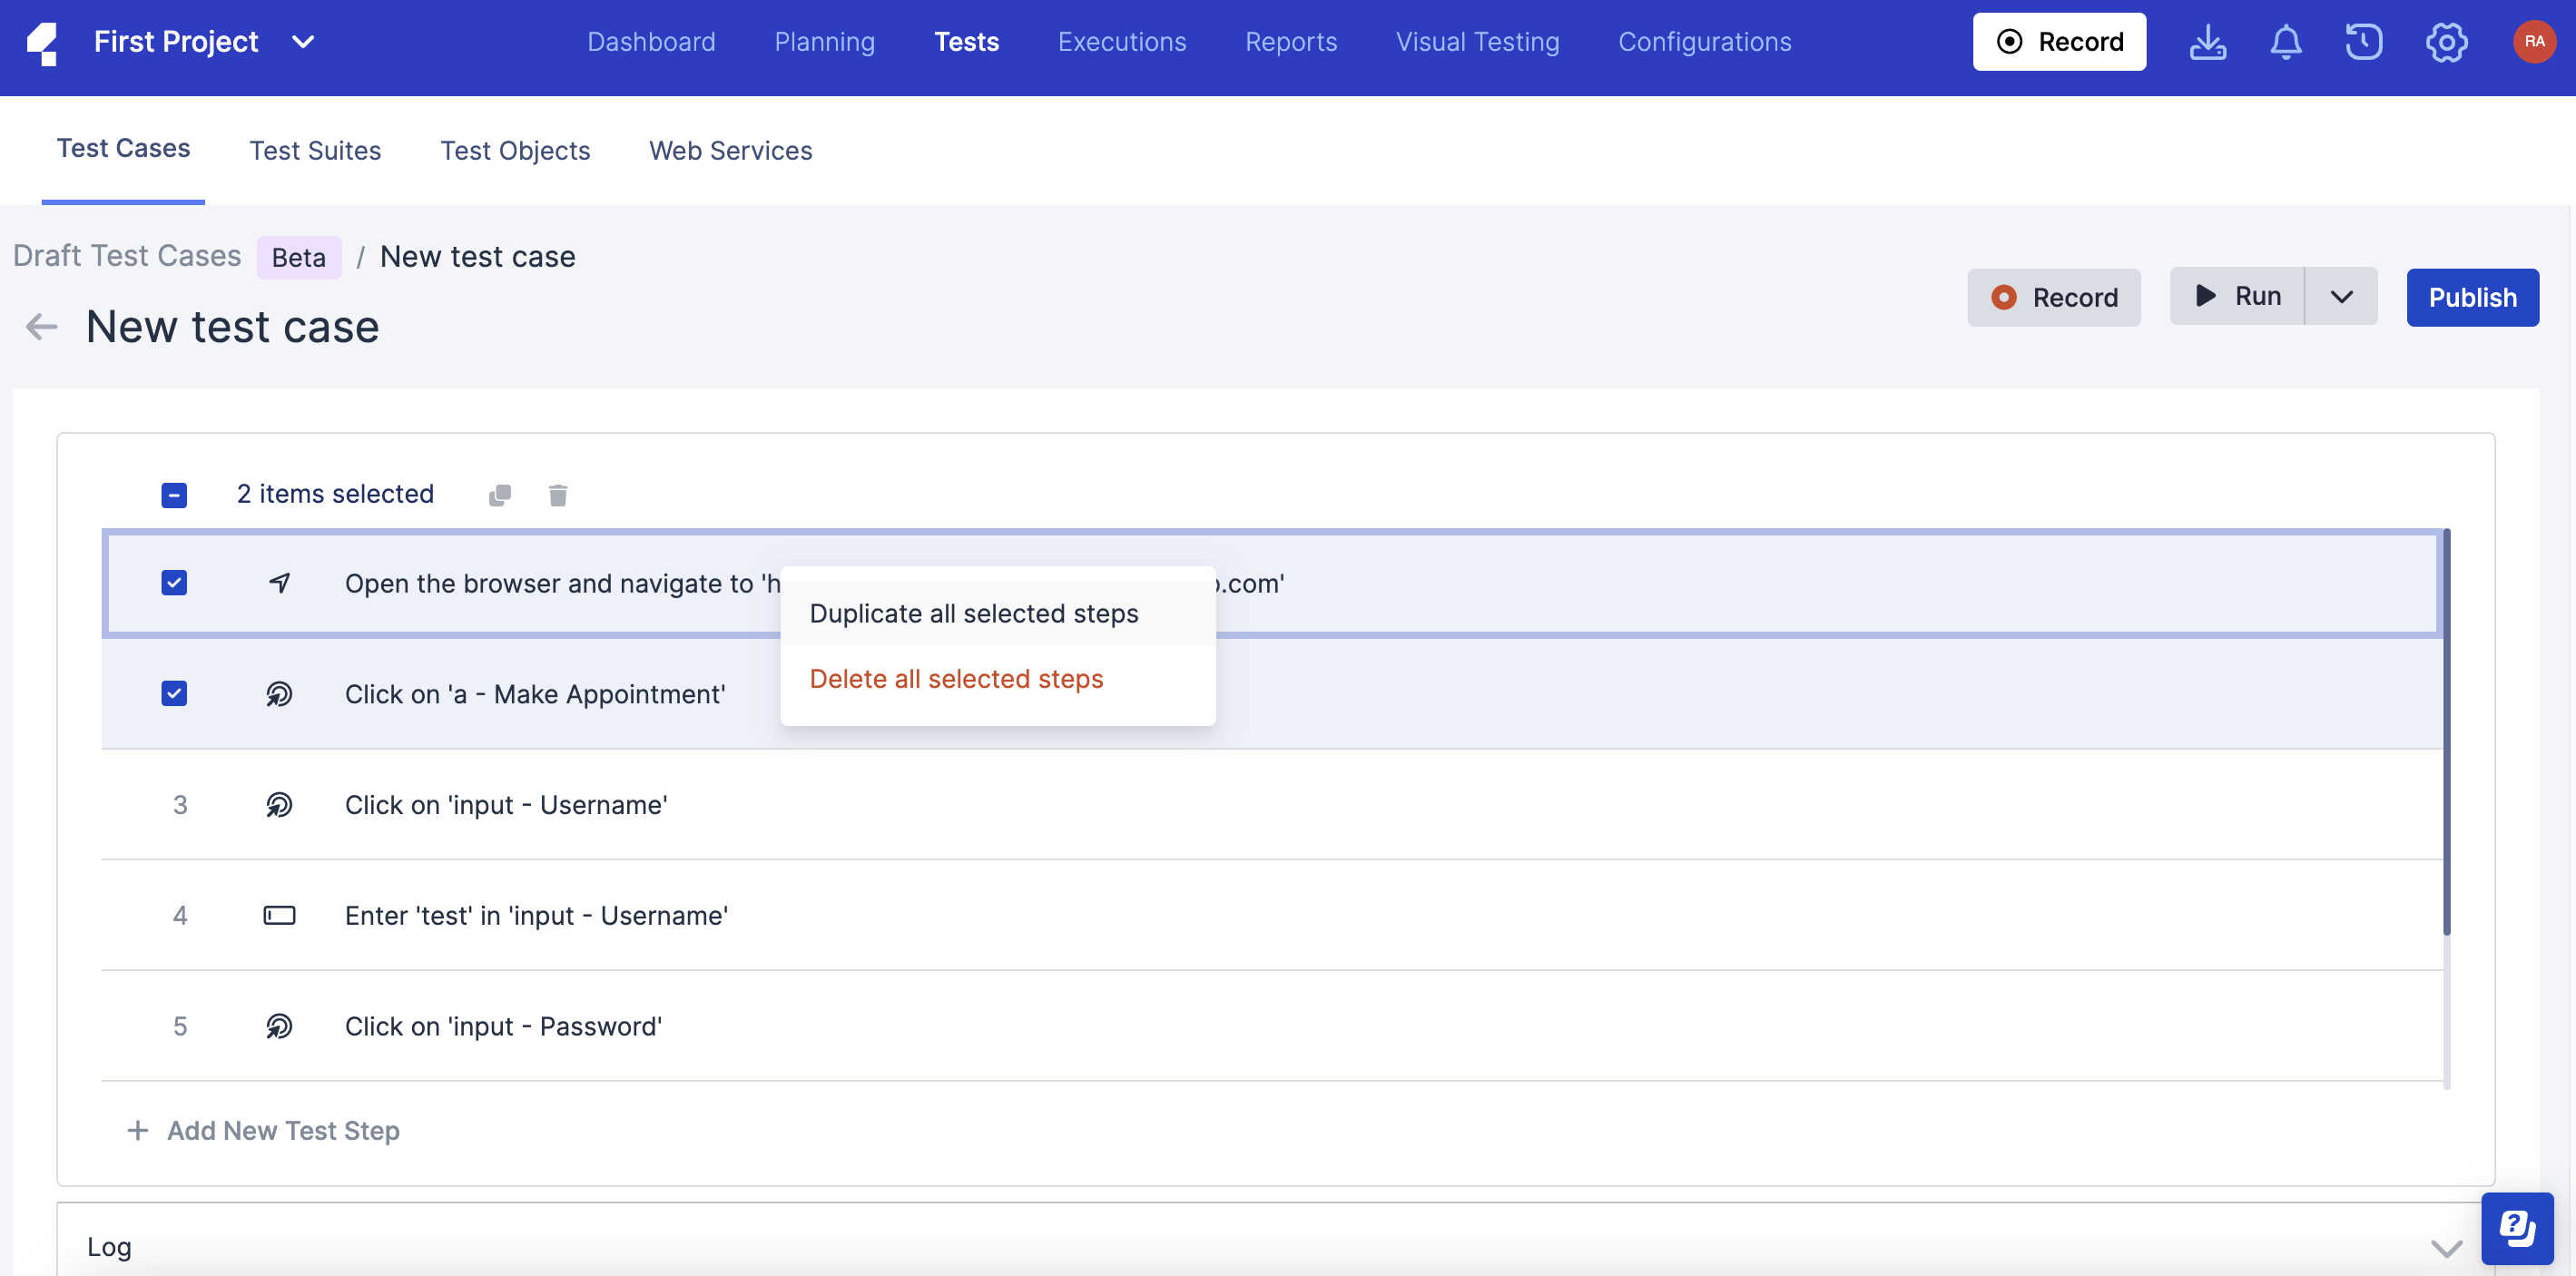 First Project
Dashboard
Planning
Tests
Executions
Reports
Visual Testing
Configurations
Record
RA
Test Cases
Test Suites
Test Objects
Web Services
Draft Test Cases Beta / New test case
New test case
Record
Run
Publish
2 items selected
Open the browser and navigate to 'h
.com'
Duplicate all selected steps
Delete all selected steps
Click on 'a - Make Appointment'
3 Click on 'input - Username'
4 Enter 'test' in 'input - Username'
5 Click on 'input - Password'
+ Add New Test Step
Log